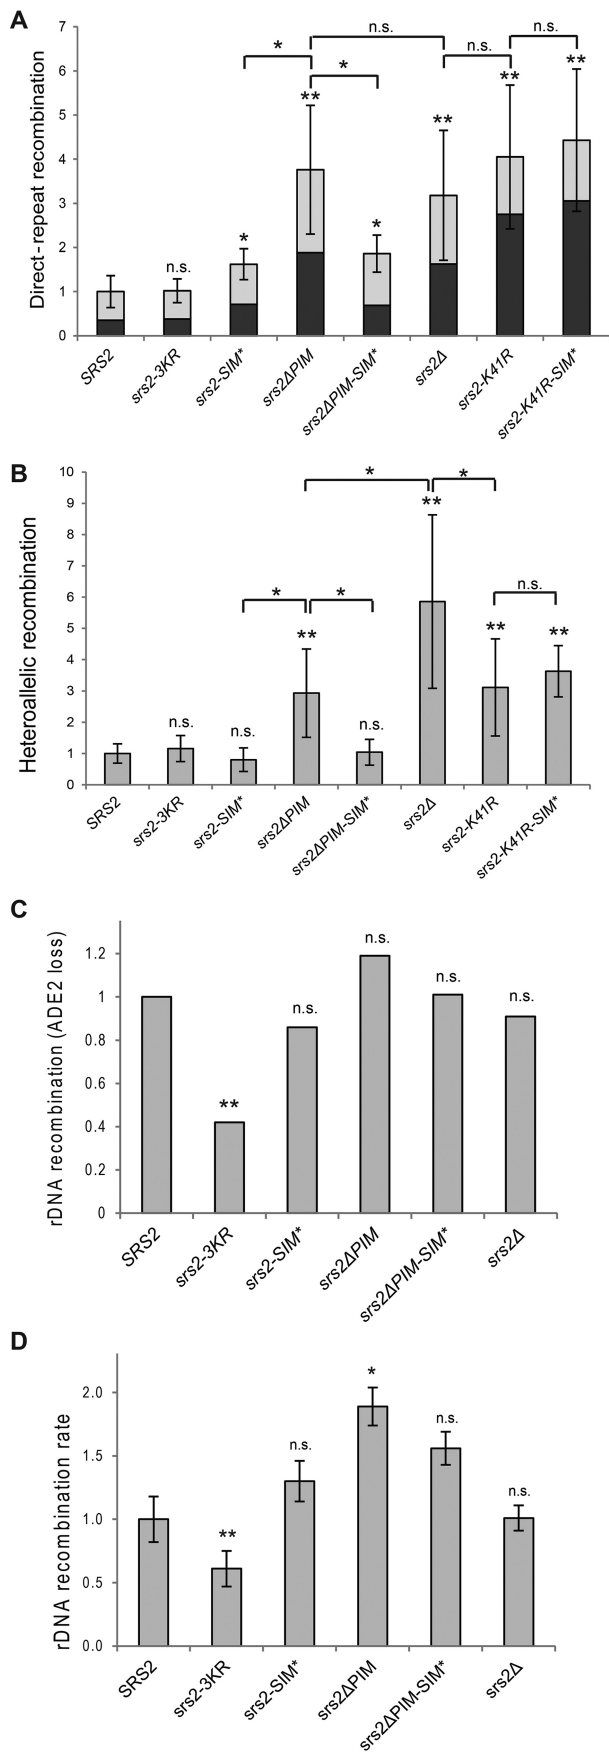 A
Direct-repeat recombination
7
6
5
4
3
2
1
0
n.s.
n.s.
n.s.
*
*
**
**
**
**
*
*
n.s.
SRS2
srs2-3KR
srs2-SIM*
srs2ΔPIM
srs2ΔPIM-SIM*
srs2Δ
srs2-K41R
srs2-K41R-SIM*
B
Heteroallelic recombination
10
9
8
7
6
5
4
3
2
1
0
*
*
**
*
*
n.s.
**
**
**
n.s.
n.s.
n.s.
SRS2
srs2-3KR
srs2-SIM*
srs2ΔPIM
srs2ΔPIM-SIM*
srs2Δ
srs2-K41R
srs2-K41R-SIM*
C
rDNA recombination (ADE2 loss)
1.2
1
0.8
0.6
0.4
0.2
0
**
n.s.
n.s.
n.s.
n.s.
SRS2
srs2-3KR
srs2-SIM*
srs2ΔPIM
srs2ΔPIM-SIM*
srs2Δ
D
rDNA recombination rate
2.0
1.5
1.0
0.5
0.0
**
n.s.
*
n.s.
n.s.
SRS2
srs2-3KR
srs2-SIM*
srs2ΔPIM
srs2ΔPIM-SIM*
srs2Δ